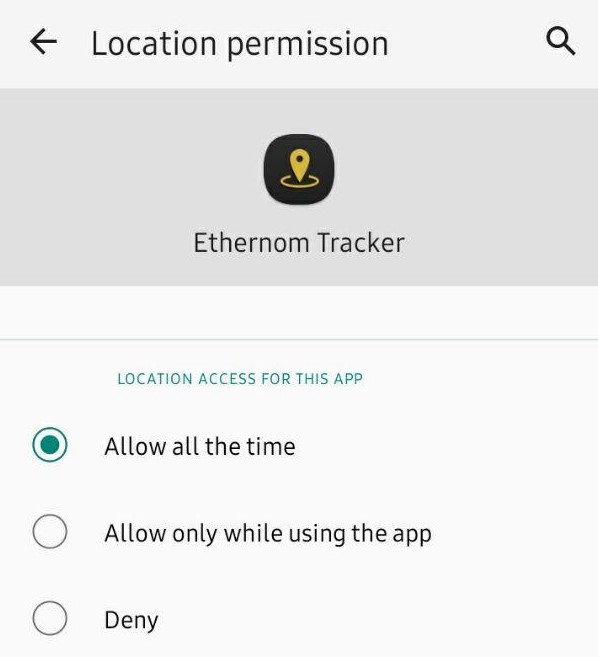 Location permission
Ethernom Tracker
LOCATION ACCESS FOR THIS APP
Allow all the time
Allow only while using the app
Deny